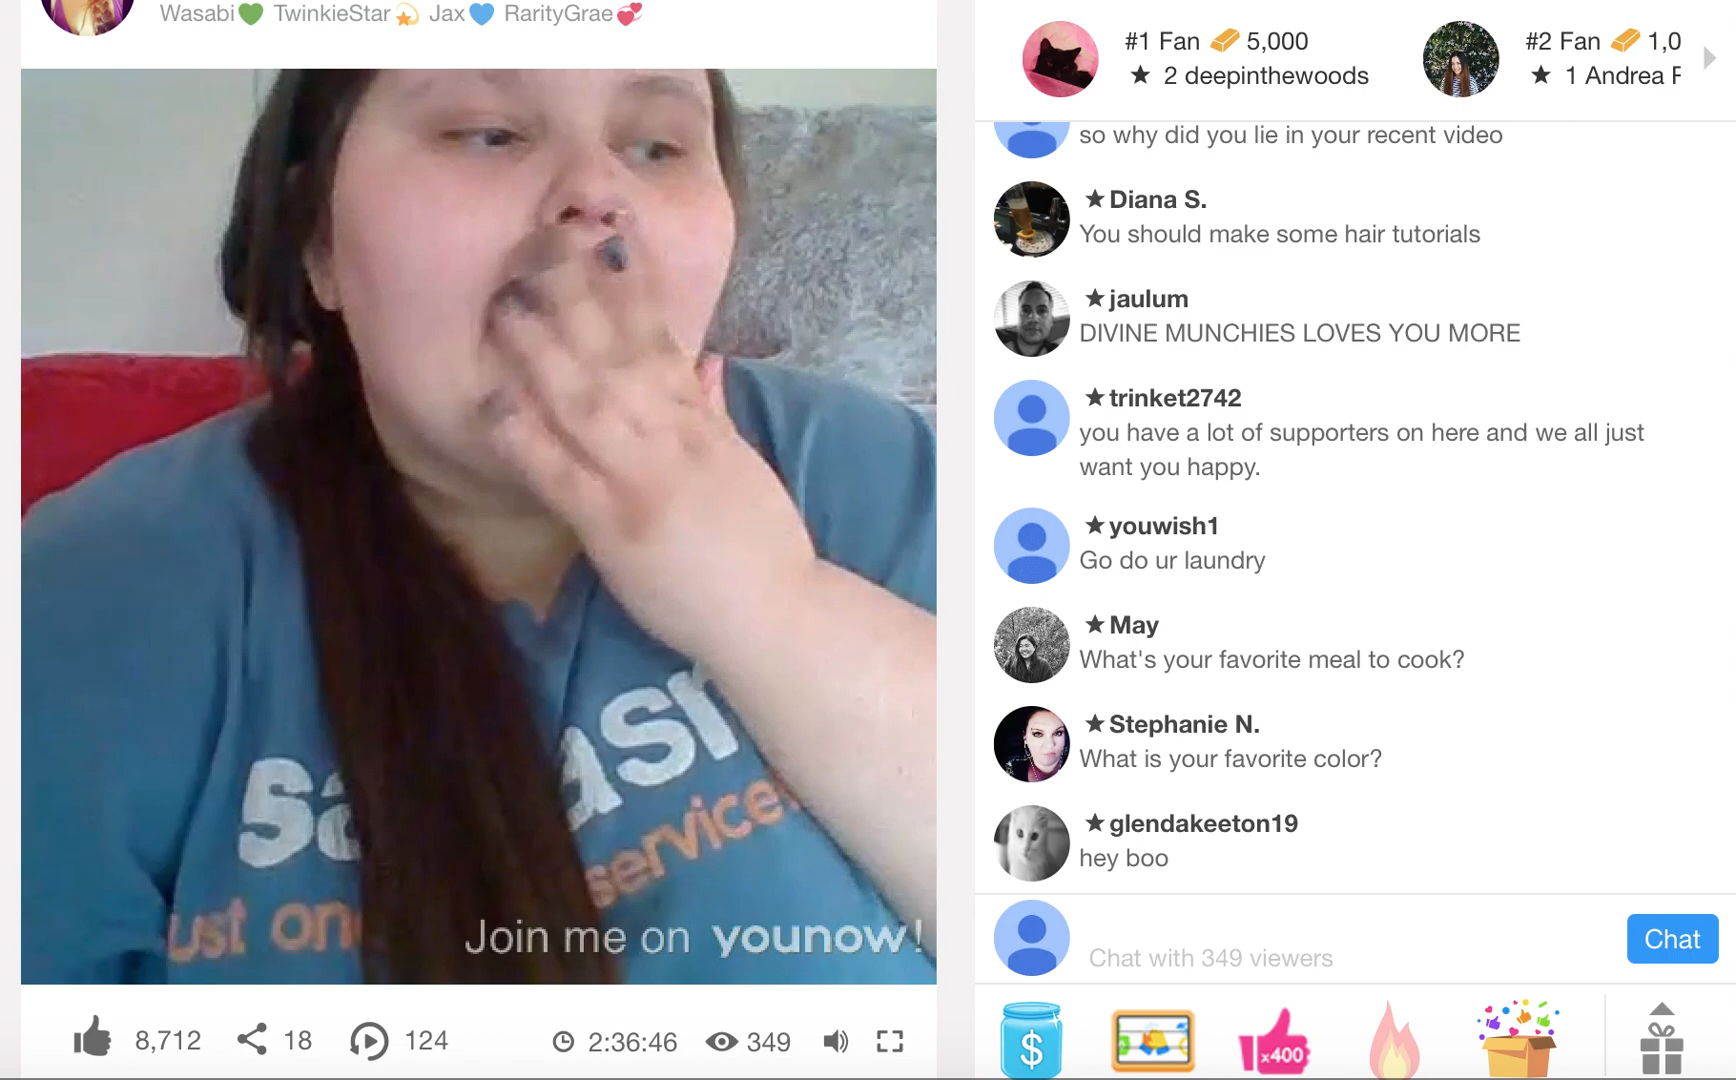 Wasabi💚 TwinkieStar💫 Jax💙 RarityGrae💞
#1 Fan 5,000
★ 2 deepinthewoods
#2 Fan 1,0
★ 1 Andrea F
so why did you lie in your recent video
★ Diana S.
You should make some hair tutorials
★ jaulum
DIVINE MUNCHIES LOVES YOU MORE
★ trinket2742
you have a lot of supporters on here and we all just
want you happy.
★ youwish1
Go do ur laundry
★ May
What's your favorite meal to cook?
★ Stephanie N.
What is your favorite color?
★ glendakeeton19
hey boo
Chat with 349 viewers
Chat
service
ust on
Join me on younow!
8,712 18 124 2:36:46 349
$
x400